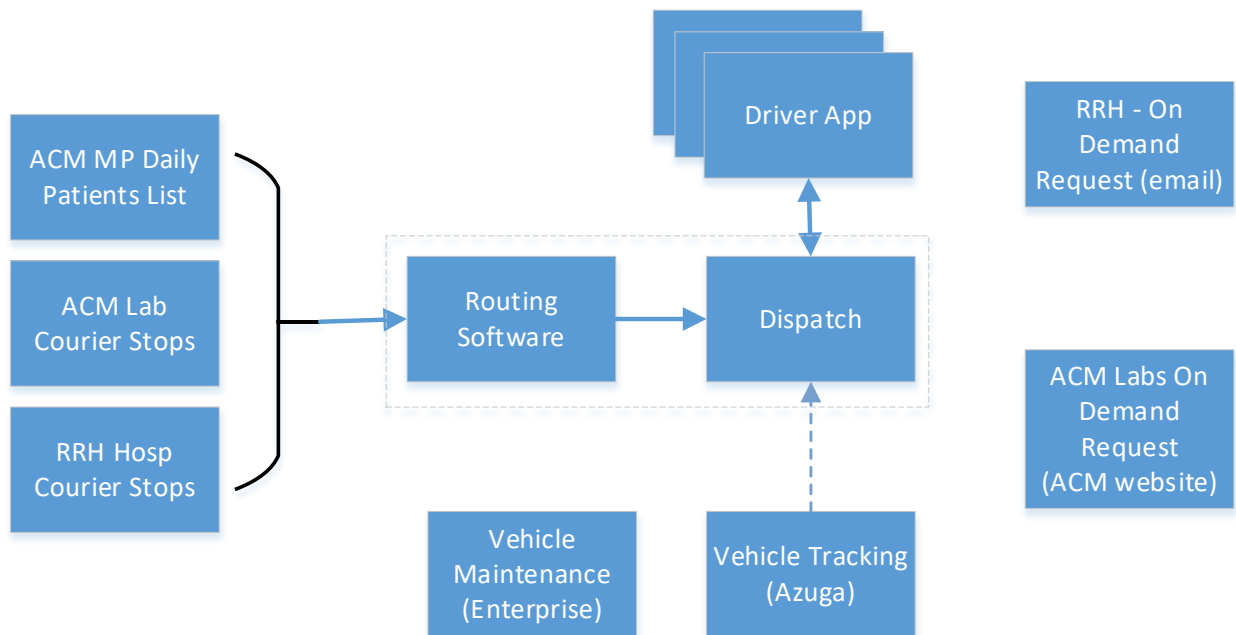 Driver App
RRH - On
Demand
Request (email)
ACM MP Daily
Patients List
ACM Lab
Courier Stops
Routing
Software
Dispatch
ACM Labs On
Demand
Request
(ACM website)
RRH Hosp
Courier Stops
Vehicle
Maintenance
(Enterprise)
Vehicle Tracking
(Azuga)